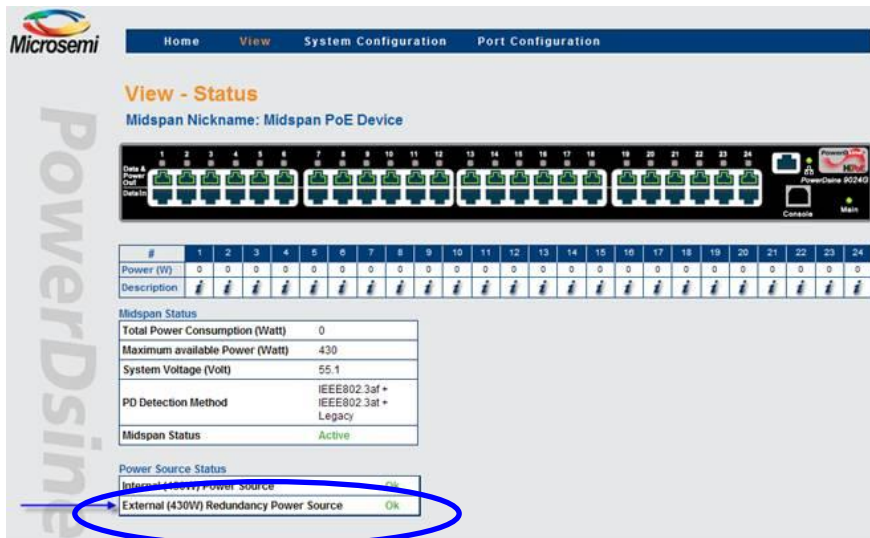 Microsemi
Home View System Configuration Port Configuration
PowerDsine
View - Status
Midspan Nickname: Midspan PoE Device
1 2 3 4 5 6 7 8 9 10 11 12 13 14 15 16 17 18 19 20 21 22 23 24
Data & Power Out
Data In
PowerDsine 9024G
Console
Main
# 1 2 3 4 5 6 7 8 9 10 11 12 13 14 15 16 17 18 19 20 21 22 23 24
Power (W) 0 0 0 0 0 0 0 0 0 0 0 0 0 0 0 0 0 0 0 0 0 0 0 0
Description i i i i i i i i i i i i i i i i i i i i i i i i
Midspan Status
Total Power Consumption (Watt) 0
Maximum available Power (Watt) 430
System Voltage (Volt) 55.1
PD Detection Method IEEE802.3af +
IEEE802.3at +
Legacy
Midspan Status Active
Power Source Status
Internal Power Source Ok
External (430W) Redundancy Power Source Ok